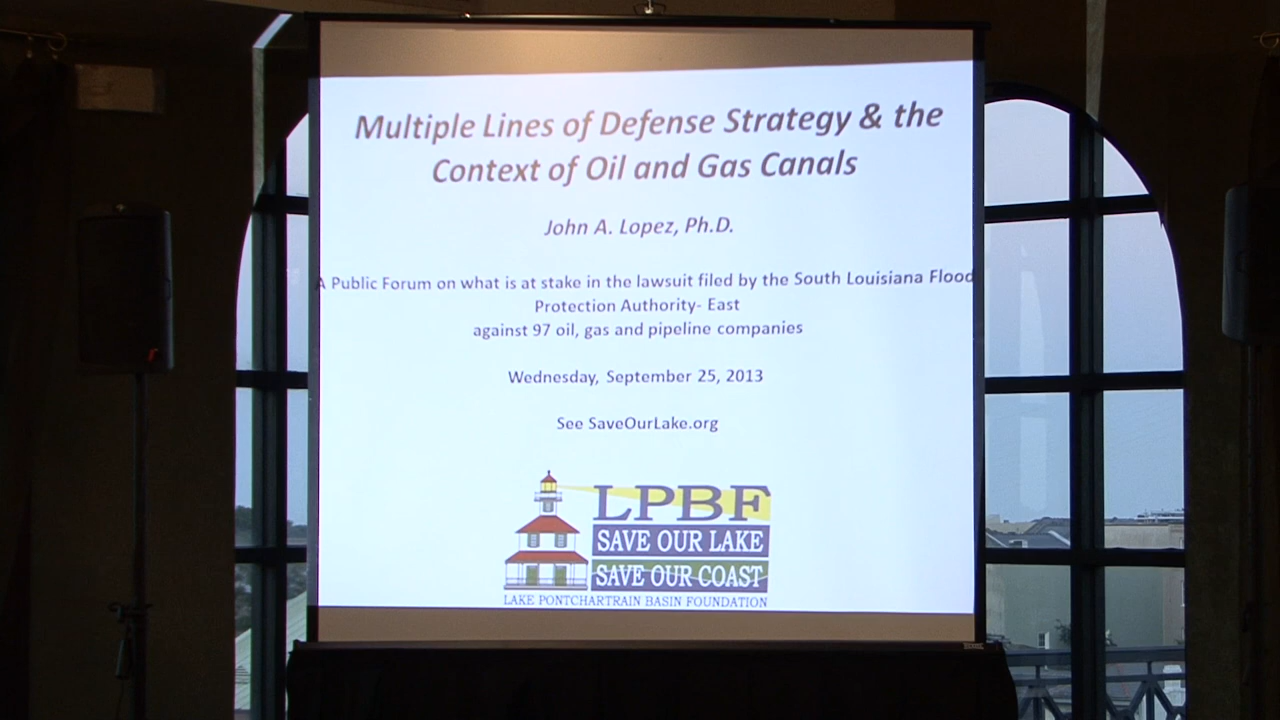 Multiple Lines of Defense Strategy & the
Context of Oil and Gas Canals
John A. Lopez, Ph.D.
A Public Forum on what is at stake in the lawsuit filed by the South Louisiana Flood
Protection Authority- East
against 97 oil, gas and pipeline companies
Wednesday, September 25, 2013
See SaveOurLake.org
LPBF
SAVE OUR LAKE
SAVE OUR COAST
LAKE PONTCHARTRAIN BASIN FOUNDATION